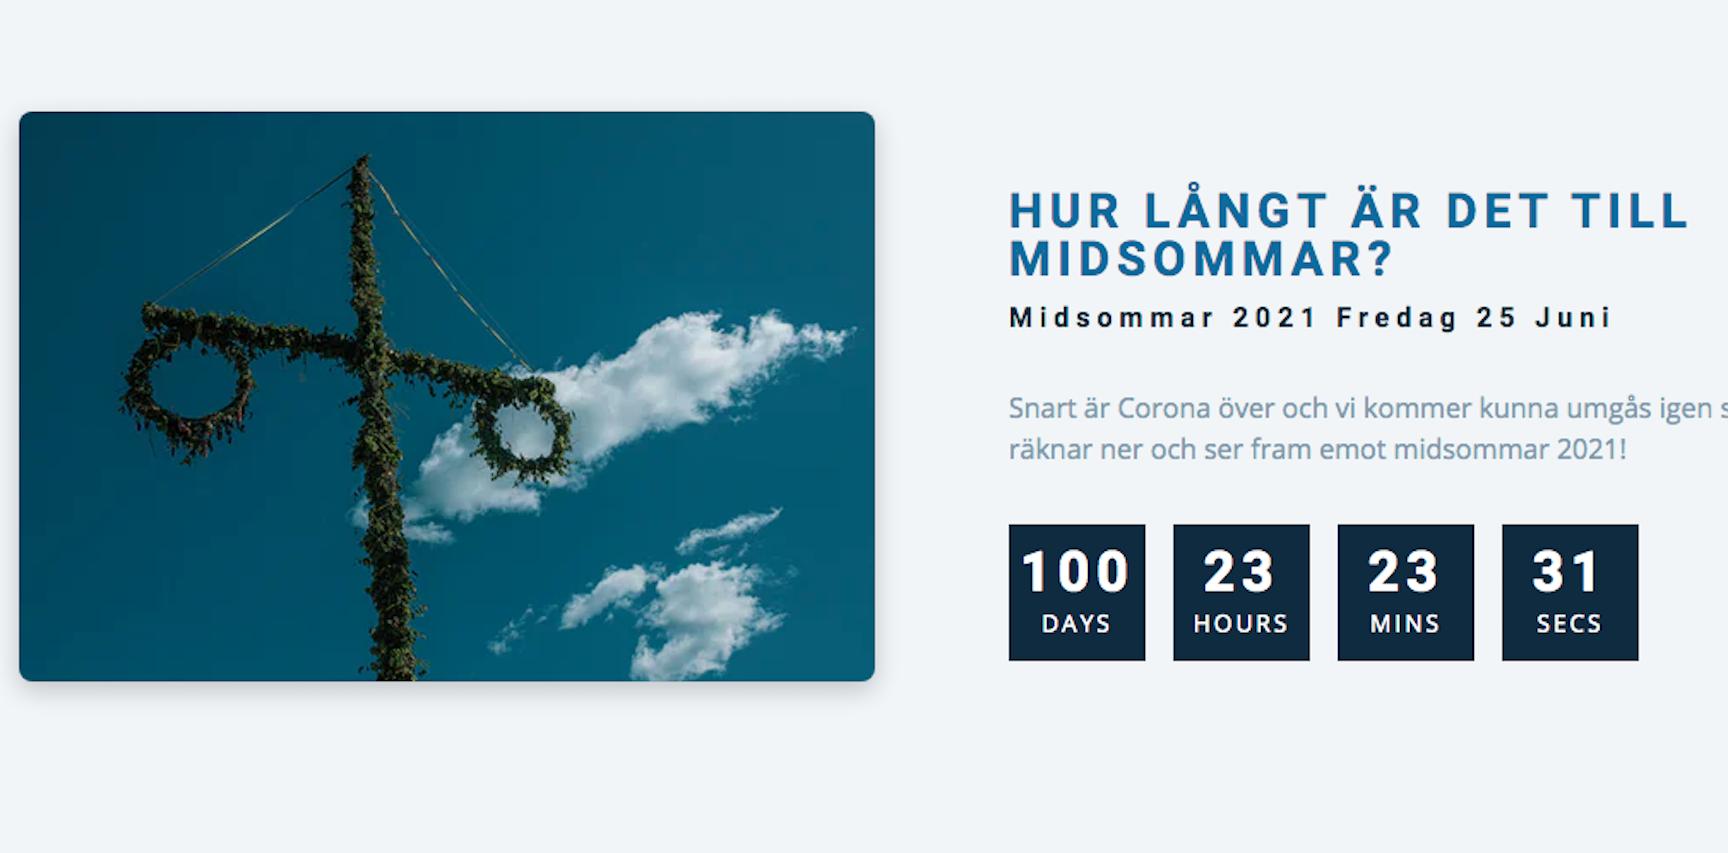 HUR LÅNGT ÄR DET TILL
MIDSOMMAR?
Midsommar 2021 Fredag 25 Juni
Snart är Corona över och vi kommer kunna umgås igen
räknar ner och ser fram emot midsommar 2021!
100 23 23 31
DAYS HOURS MINS SECS